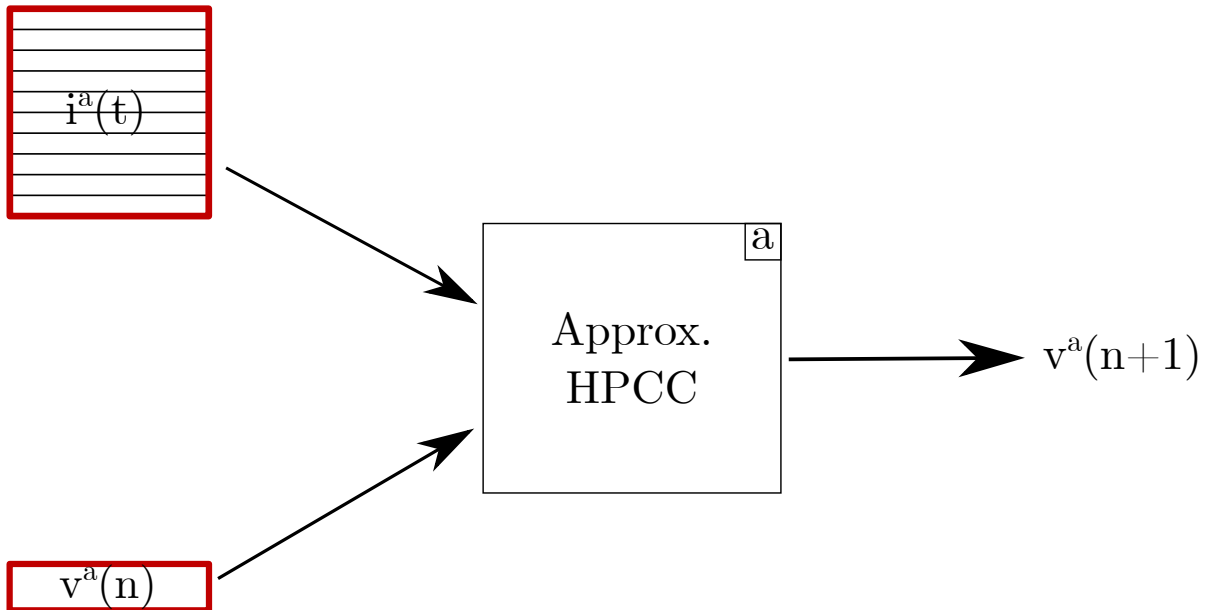 iᵃ(t)
a
Approx.
HPCC
vᵃ(n+1)
vᵃ(n)